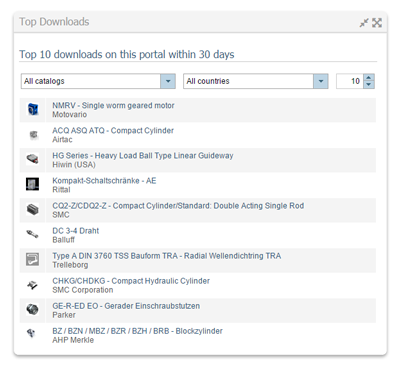 Top Downloads
Top 10 downloads on this portal within 30 days
All catalogs
All countries
10
NMRV - Single worm geared motor
Motovario
ACQ ASQ ATQ - Compact Cylinder
Airtac
HG Series - Heavy Load Ball Type Linear Guideway
Hiwin (USA)
Kompakt-Schaltschränke - AE
Rittal
CQ2-Z/CDQ2-Z - Compact Cylinder/Standard: Double Acting Single Rod
SMC
DC 3-4 Draht
Balluff
Type A DIN 3760 TSS Bauform TRA - Radial Wellendichtring TRA
Trelleborg
CHKG/CHDKG - Compact Hydraulic Cylinder
SMC Corporation
GE-R-ED EO - Gerader Einschraubstutzen
Parker
BZ / BZN / MBZ / BZR / BZH / BRB - Blockzylinder
AHP Merkle